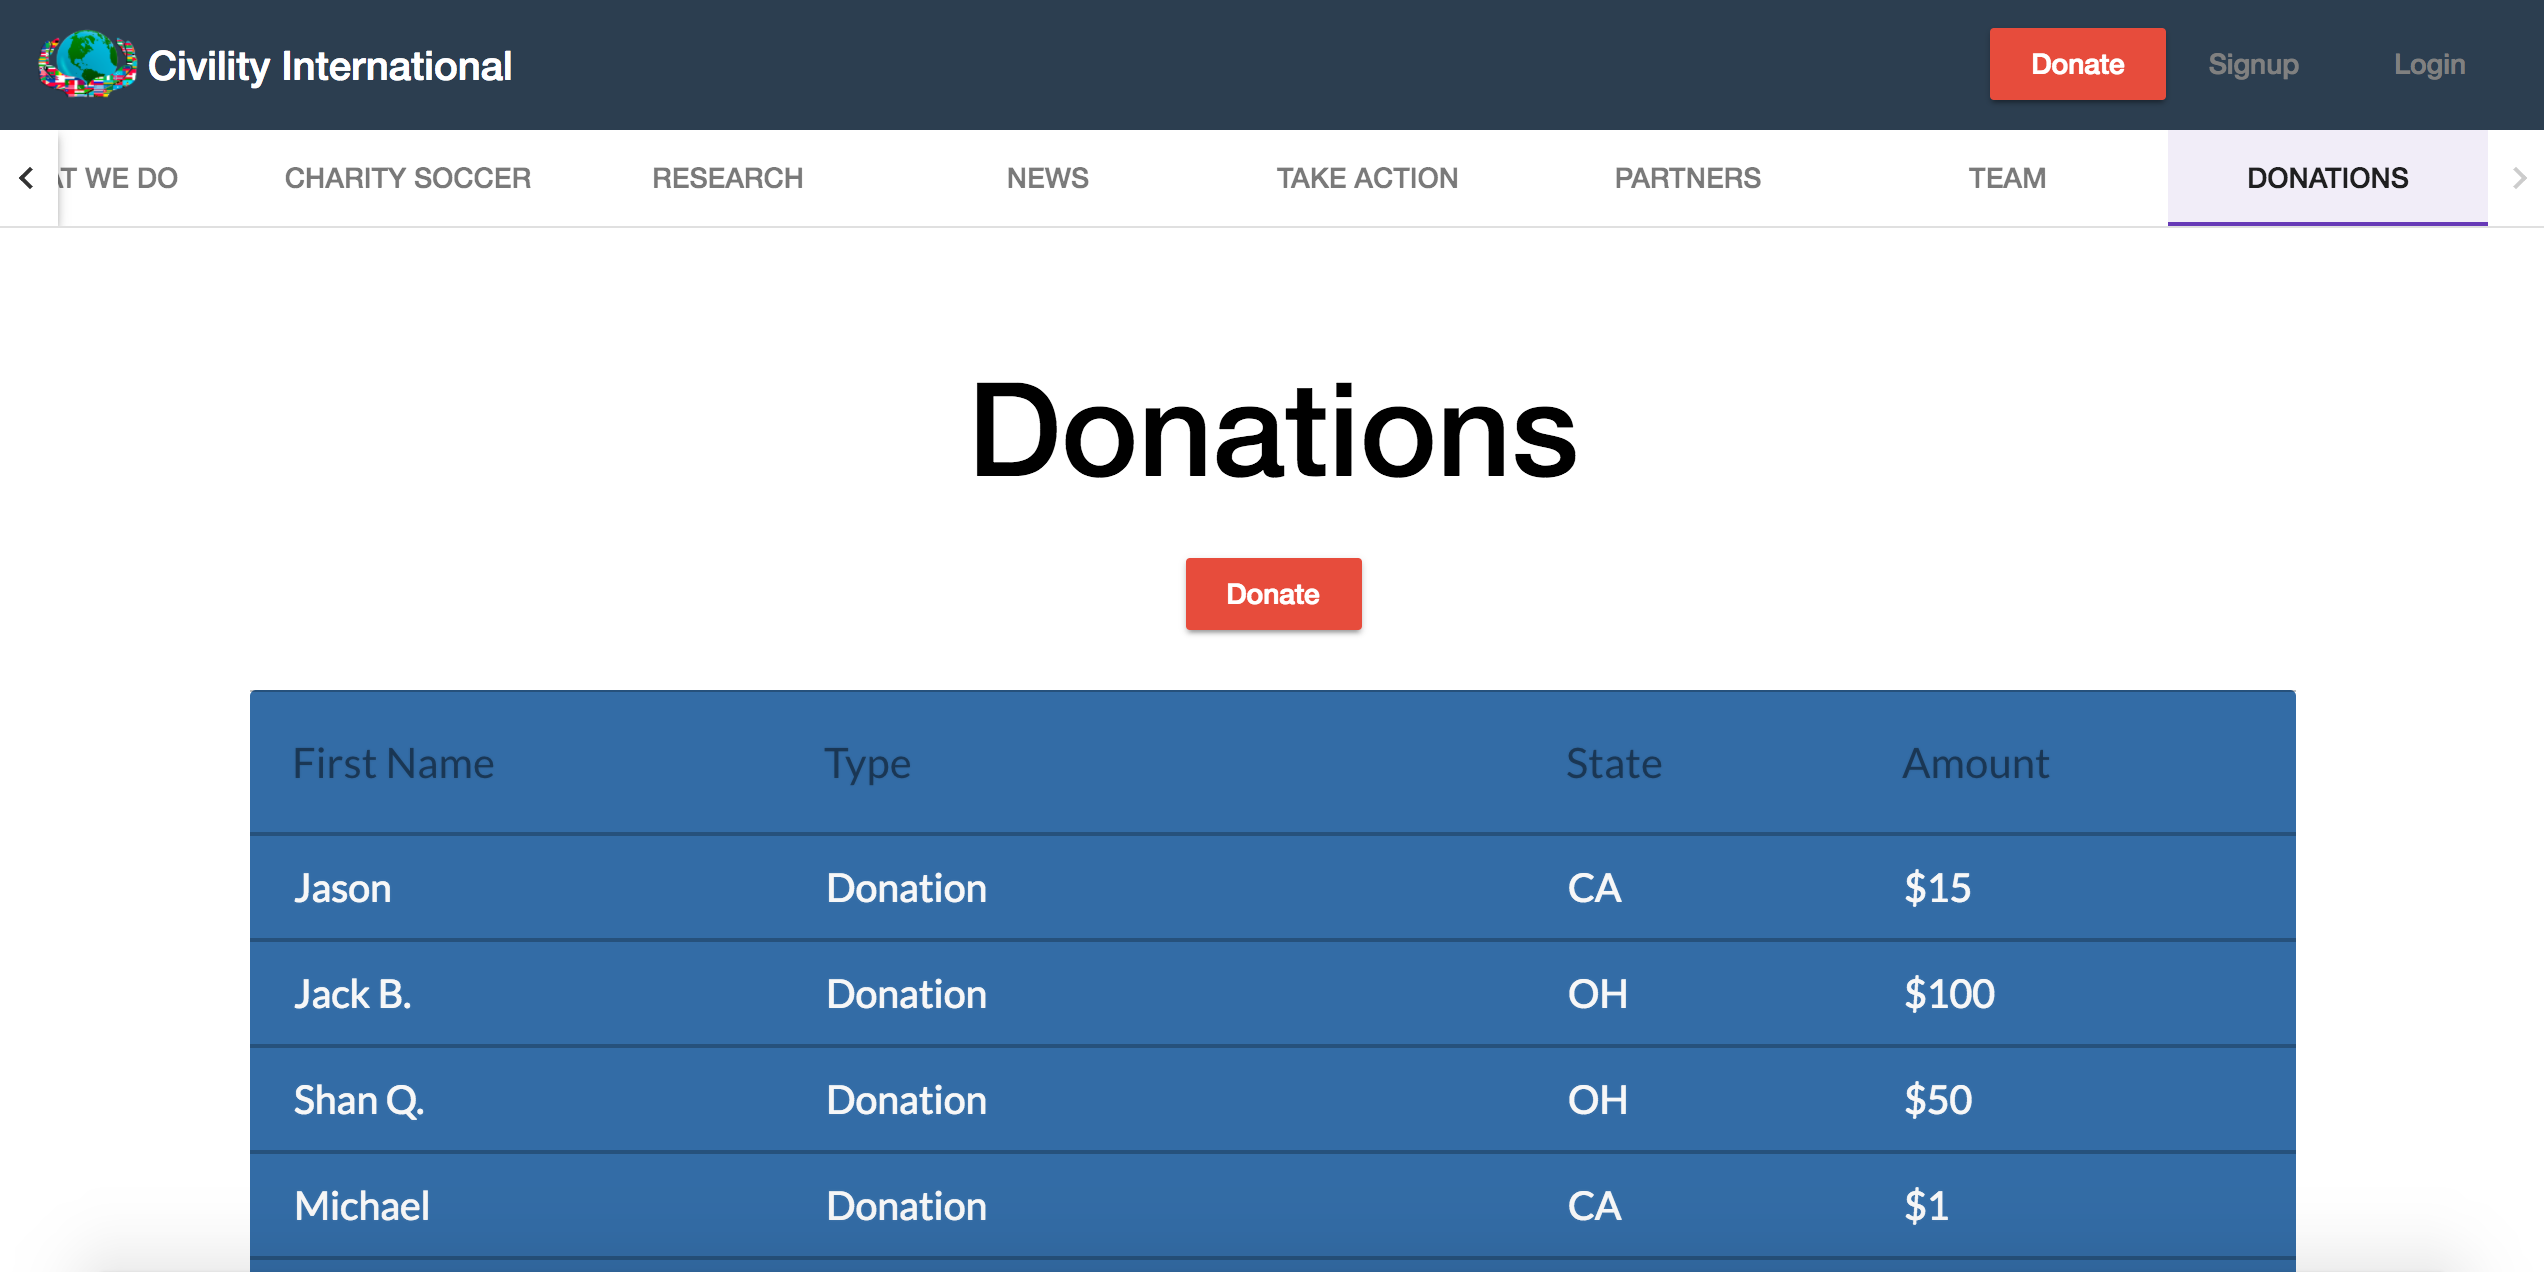 Civility International
Donate Signup Login
AT WE DO CHARITY SOCCER RESEARCH NEWS TAKE ACTION PARTNERS TEAM DONATIONS
Donations
Donate
First Name Type State Amount
Jason Donation CA $15
Jack B. Donation OH $100
Shan Q. Donation OH $50
Michael Donation CA $1